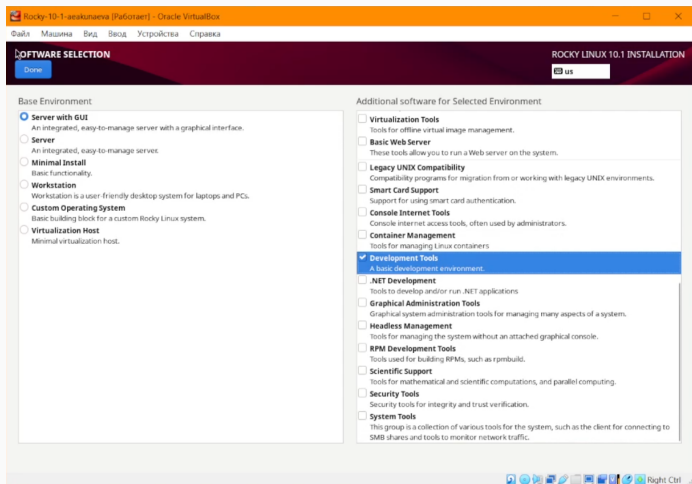 Rocky-10-1-aeakunaeva [Работает] - Oracle VirtualBox
Файл Машина Вид Ввод Устройства Справка
SOFTWARE SELECTION
Done
ROCKY LINUX 10.1 INSTALLATION
us
Base Environment
Server with GUI
An integrated, easy-to-manage server with a graphical interface.
Server
An integrated, easy-to-manage server.
Minimal Install
Basic functionality.
Workstation
Workstation is a user-friendly desktop system for laptops and PCs.
Custom Operating System
Basic building block for a custom Rocky Linux system.
Virtualization Host
Minimal virtualization host.
Additional software for Selected Environment
Virtualization Tools
Tools for offline virtual image management.
Basic Web Server
These tools allow you to run a Web server on the system.
Legacy UNIX Compatibility
Compatibility programs for migration from or working with legacy UNIX environments.
Smart Card Support
Support for using smart card authentication.
Console Internet Tools
Console internet access tools, often used by administrators.
Container Management
Tools for managing Linux containers
Development Tools
A basic development environment.
.NET Development
Tools to develop and/or run .NET applications
Graphical Administration Tools
Graphical system administration tools for managing many aspects of a system.
Headless Management
Tools for managing the system without an attached graphical console.
RPM Development Tools
Tools used for building RPMs, such as rpmbuild.
Scientific Support
Tools for mathematical and scientific computations, and parallel computing.
Security Tools
Security tools for integrity and trust verification.
System Tools
This group is a collection of various tools for the system, such as the client for connecting to
SMB shares and tools to monitor network traffic.
Right Ctrl